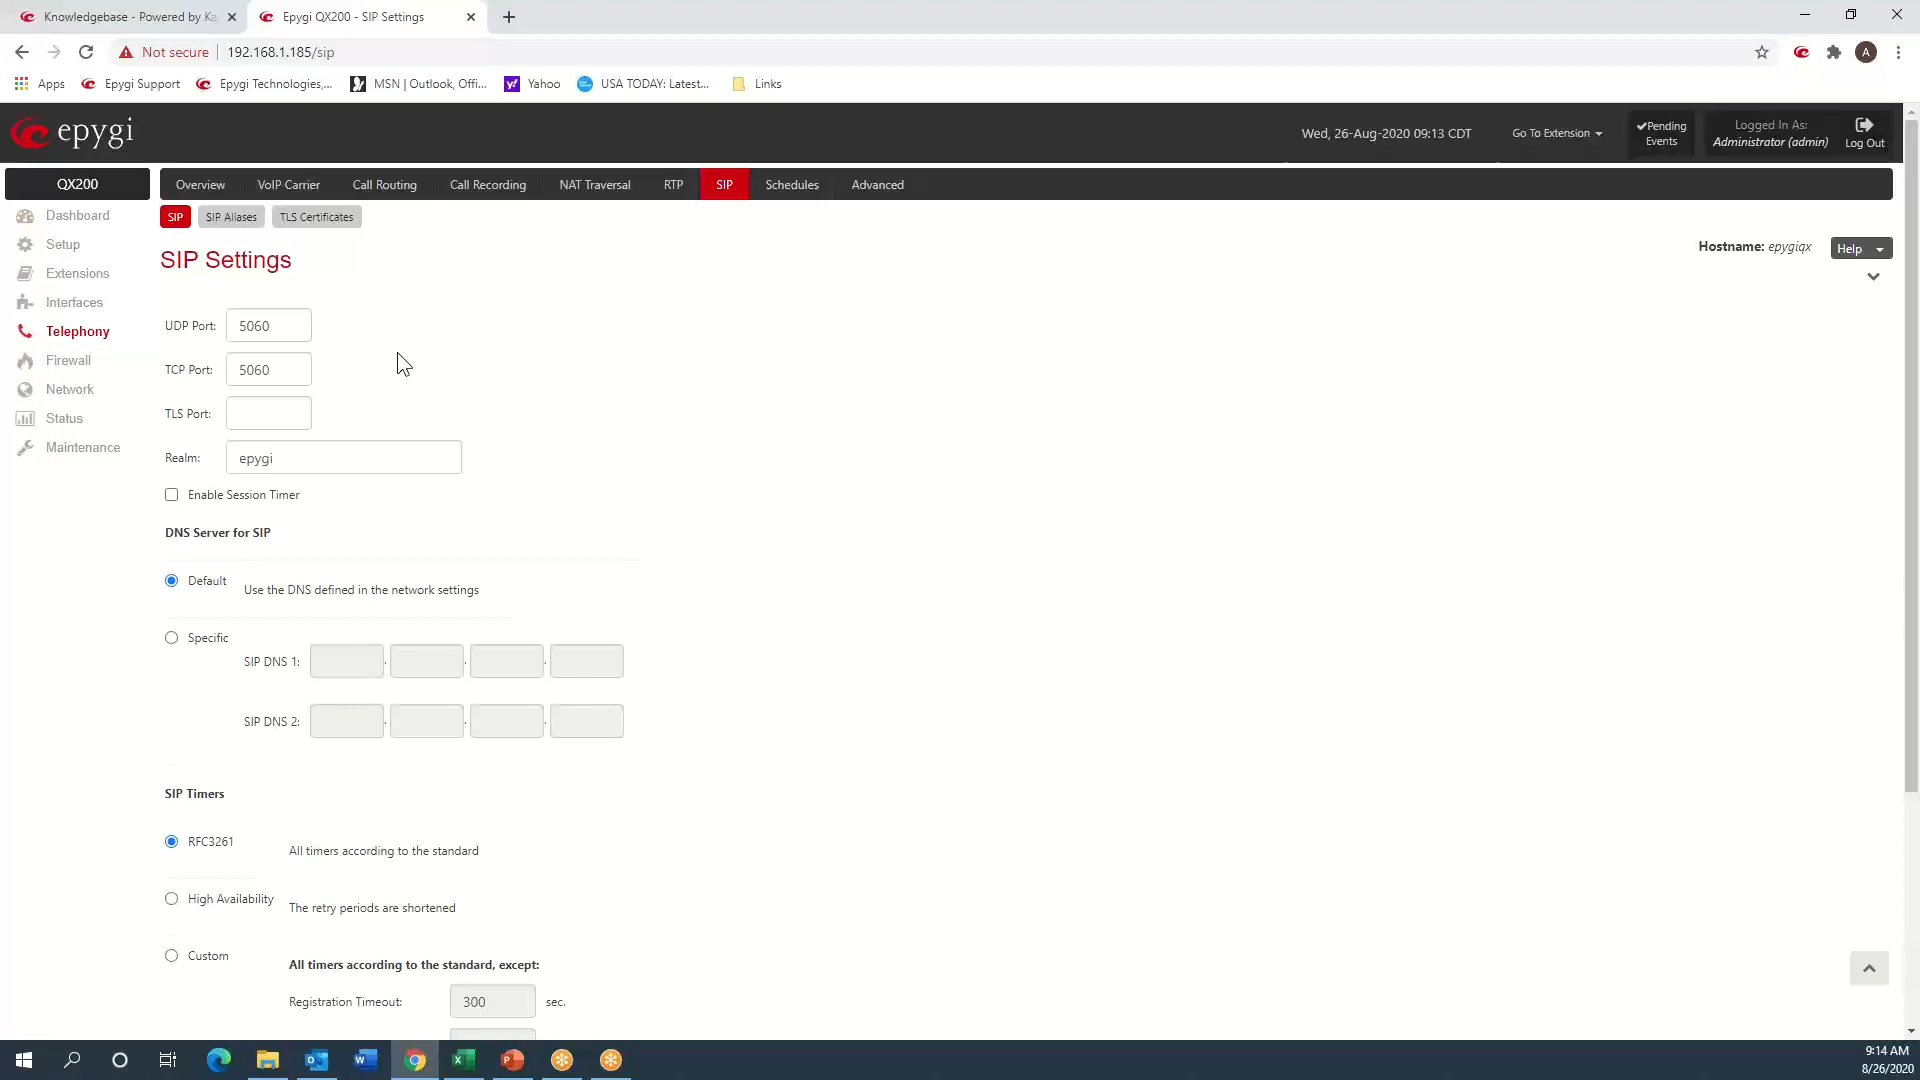 Knowledgebase - Powered by Ka
Epygi QX200 - SIP Settings
Not secure
192.168.1.185/sip
A
Apps
Epygi Support
Epygi Technologies,...
MSN | Outlook, Offi...
Yahoo
USA TODAY: Latest...
Links
epygi
Wed, 26-Aug-2020 09:13 CDT
Go To Extension
Pending
Events
Logged In As:
Administrator (admin)
Log Out
QX200
Overview
VoIP Carrier
Call Routing
Call Recording
NAT Traversal
RTP
SIP
Schedules
Advanced
Dashboard
Setup
Extensions
Interfaces
Telephony
Firewall
Network
Status
Maintenance
SIP
SIP Aliases
TLS Certificates
SIP Settings
Hostname: epygiqx
Help
UDP Port: 5060
TCP Port: 5060
TLS Port:
Realm: epygi
Enable Session Timer
DNS Server for SIP
Default
Use the DNS defined in the network settings
Specific
SIP DNS 1: . . .
SIP DNS 2: . . .
SIP Timers
RFC3261
All timers according to the standard
High Availability
The retry periods are shortened
Custom
All timers according to the standard, except:
Registration Timeout: 300 sec.
9:14 AM
8/26/2020